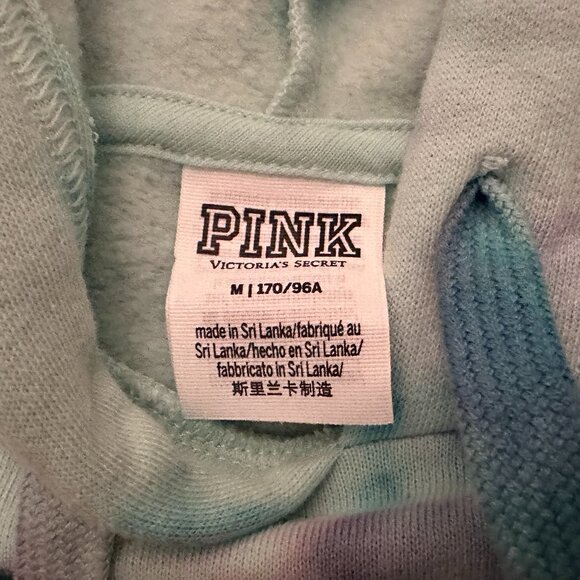 PINK
VICTORIA'S SECRET
M | 170/96A
made in Sri Lanka/fabriqué au
Sri Lanka/hecho en Sri Lanka/
fabbricato in Sri Lanka/
斯里兰卡制造